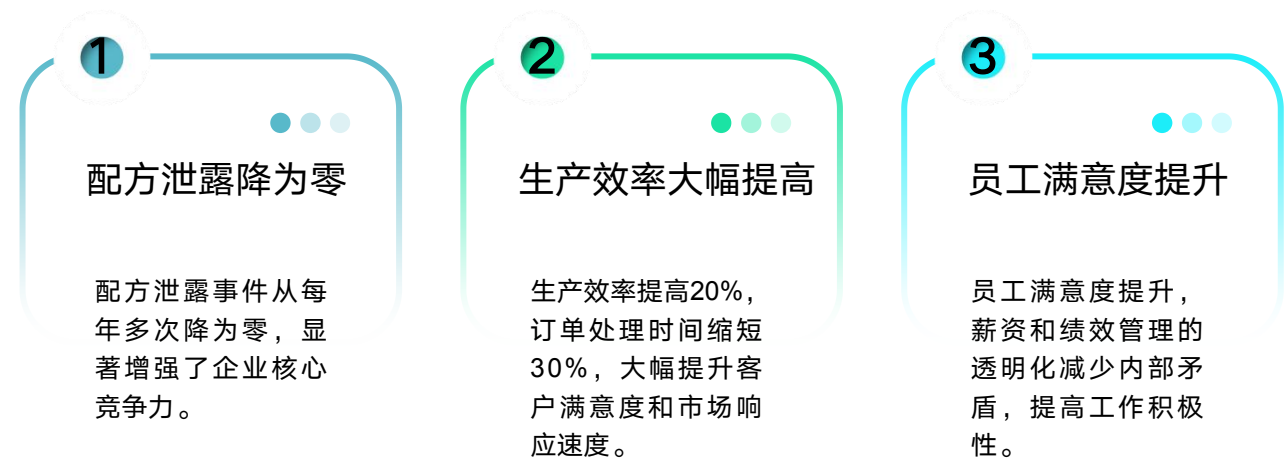 1
配方泄露降为零
配方泄露事件从每
年多次降为零，显
著增强了企业核心
竞争力。
2
生产效率大幅提高
生产效率提高20%，
订单处理时间缩短
30%，大幅提升客
户满意度和市场响
应速度。
3
员工满意度提升
员工满意度提升，
薪资和绩效管理的
透明化减少内部矛
盾，提高工作积极
性。